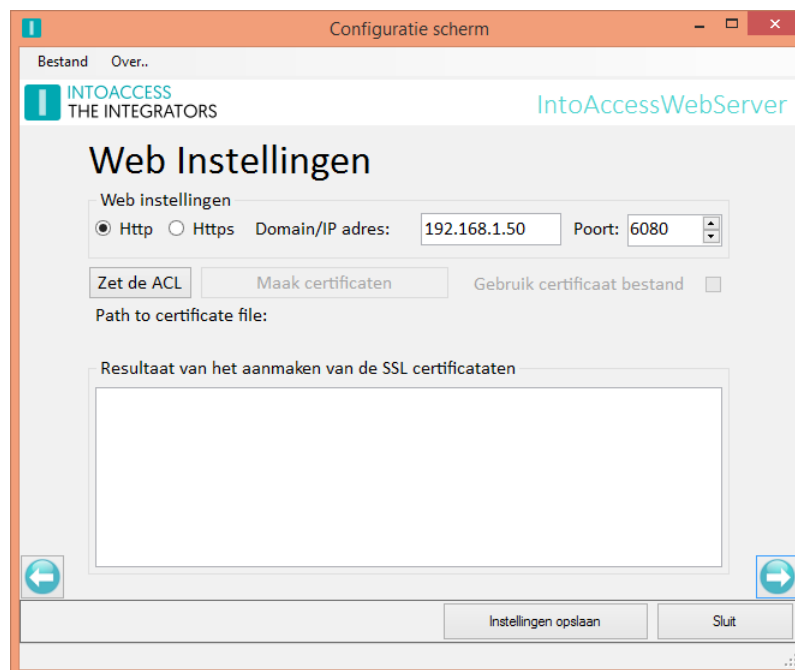 Configuratie scherm
Bestand Over..
INTOACCESS
THE INTEGRATORS
IntoAccessWebServer
Web Instellingen
Web instellingen
Http Https Domain/IP adres: 192.168.1.50 Poort: 6080
Zet de ACL Maak certificaten Gebruik certificaat bestand
Path to certificate file:
Resultaat van het aanmaken van de SSL certificataten
Instellingen opslaan Sluit